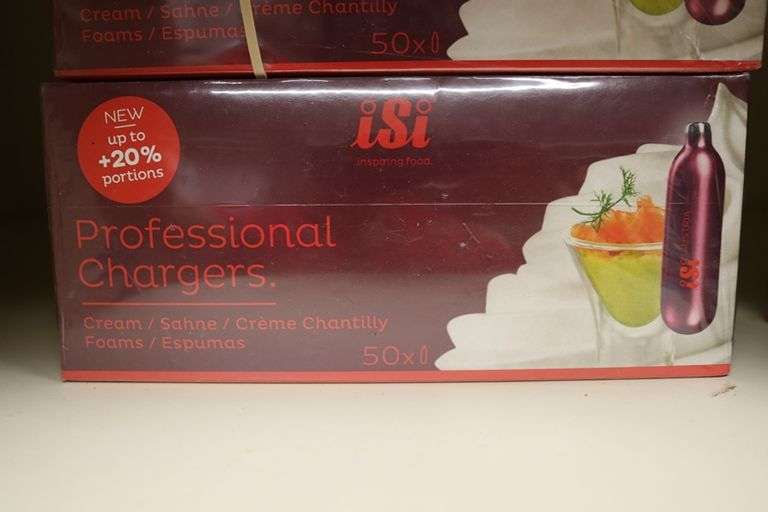 Cream / Sahne / Crème Chantilly
Foams / Espumas
50x
NEW
up to
+20%
portions
iSi
inspiring food.
Professional
Chargers.
Cream / Sahne / Crème Chantilly
Foams / Espumas
50x
iSi